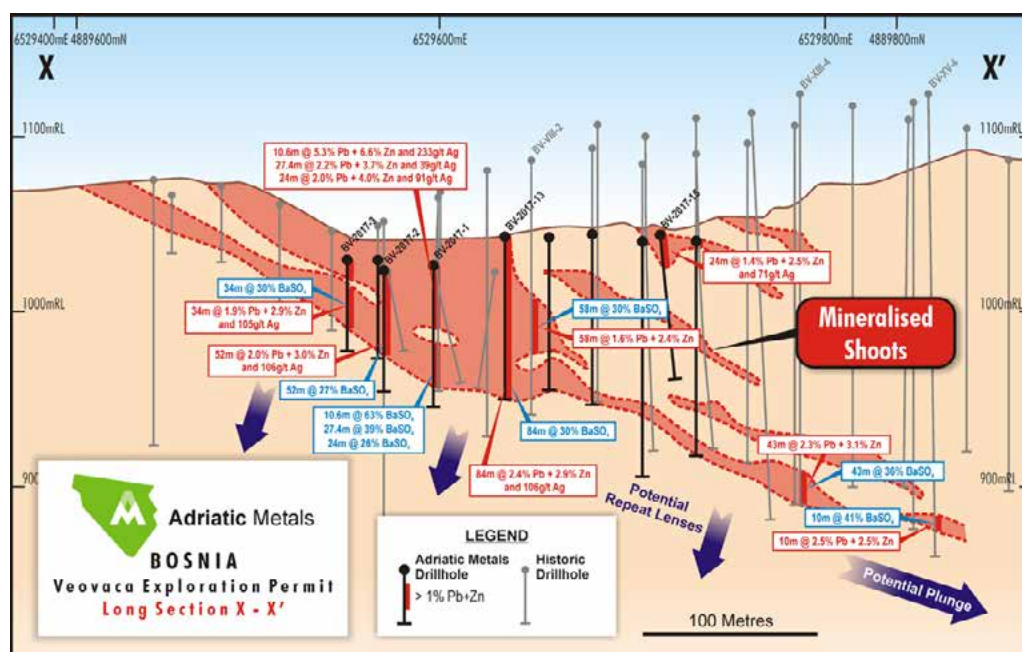 6529400mE
4889600mN
6529600mE
6529800mE
4889800mN
X
X'
BV-XIII-4
BV-XV-4
1100mRL
1100mRL
BV-VIII-2
10.6m @ 5.3% Pb + 6.6% Zn and 233g/t Ag
27.4m @ 2.2% Pb + 3.7% Zn and 39g/t Ag
24m @ 2.0% Pb + 4.0% Zn and 91g/t Ag
BV-2017-3
BV-2017-2
BV-2017-1
BV-2017-13
BV-2017-15
24m @ 1.4% Pb + 2.5% Zn
and 71g/t Ag
34m @ 30% BaSO₄
1000mRL
1000mRL
34m @ 1.9% Pb + 2.9% Zn
and 105g/t Ag
58m @ 30% BaSO₄
58m @ 1.6% Pb + 2.4% Zn
Mineralised
Shoots
52m @ 2.0% Pb + 3.0% Zn
and 106g/t Ag
52m @ 27% BaSO₄
10.6m @ 63% BaSO₄
27.4m @ 39% BaSO₄
24m @ 26% BaSO₄
84m @ 30% BaSO₄
84m @ 2.4% Pb + 2.9% Zn
and 106g/t Ag
43m @ 2.3% Pb + 3.1% Zn
43m @ 36% BaSO₄
900
900mRL
10m @ 41% BaSO₄
10m @ 2.5% Pb + 2.5% Zn
Potential
Repeat Lenses
Potential Plunge
Adriatic Metals
BOSNIA
Veovaca Exploration Permit
Long Section X - X'
LEGEND
Adriatic Metals
Drillhole
> 1% Pb+Zn
Historic
Drillhole
100 Metres